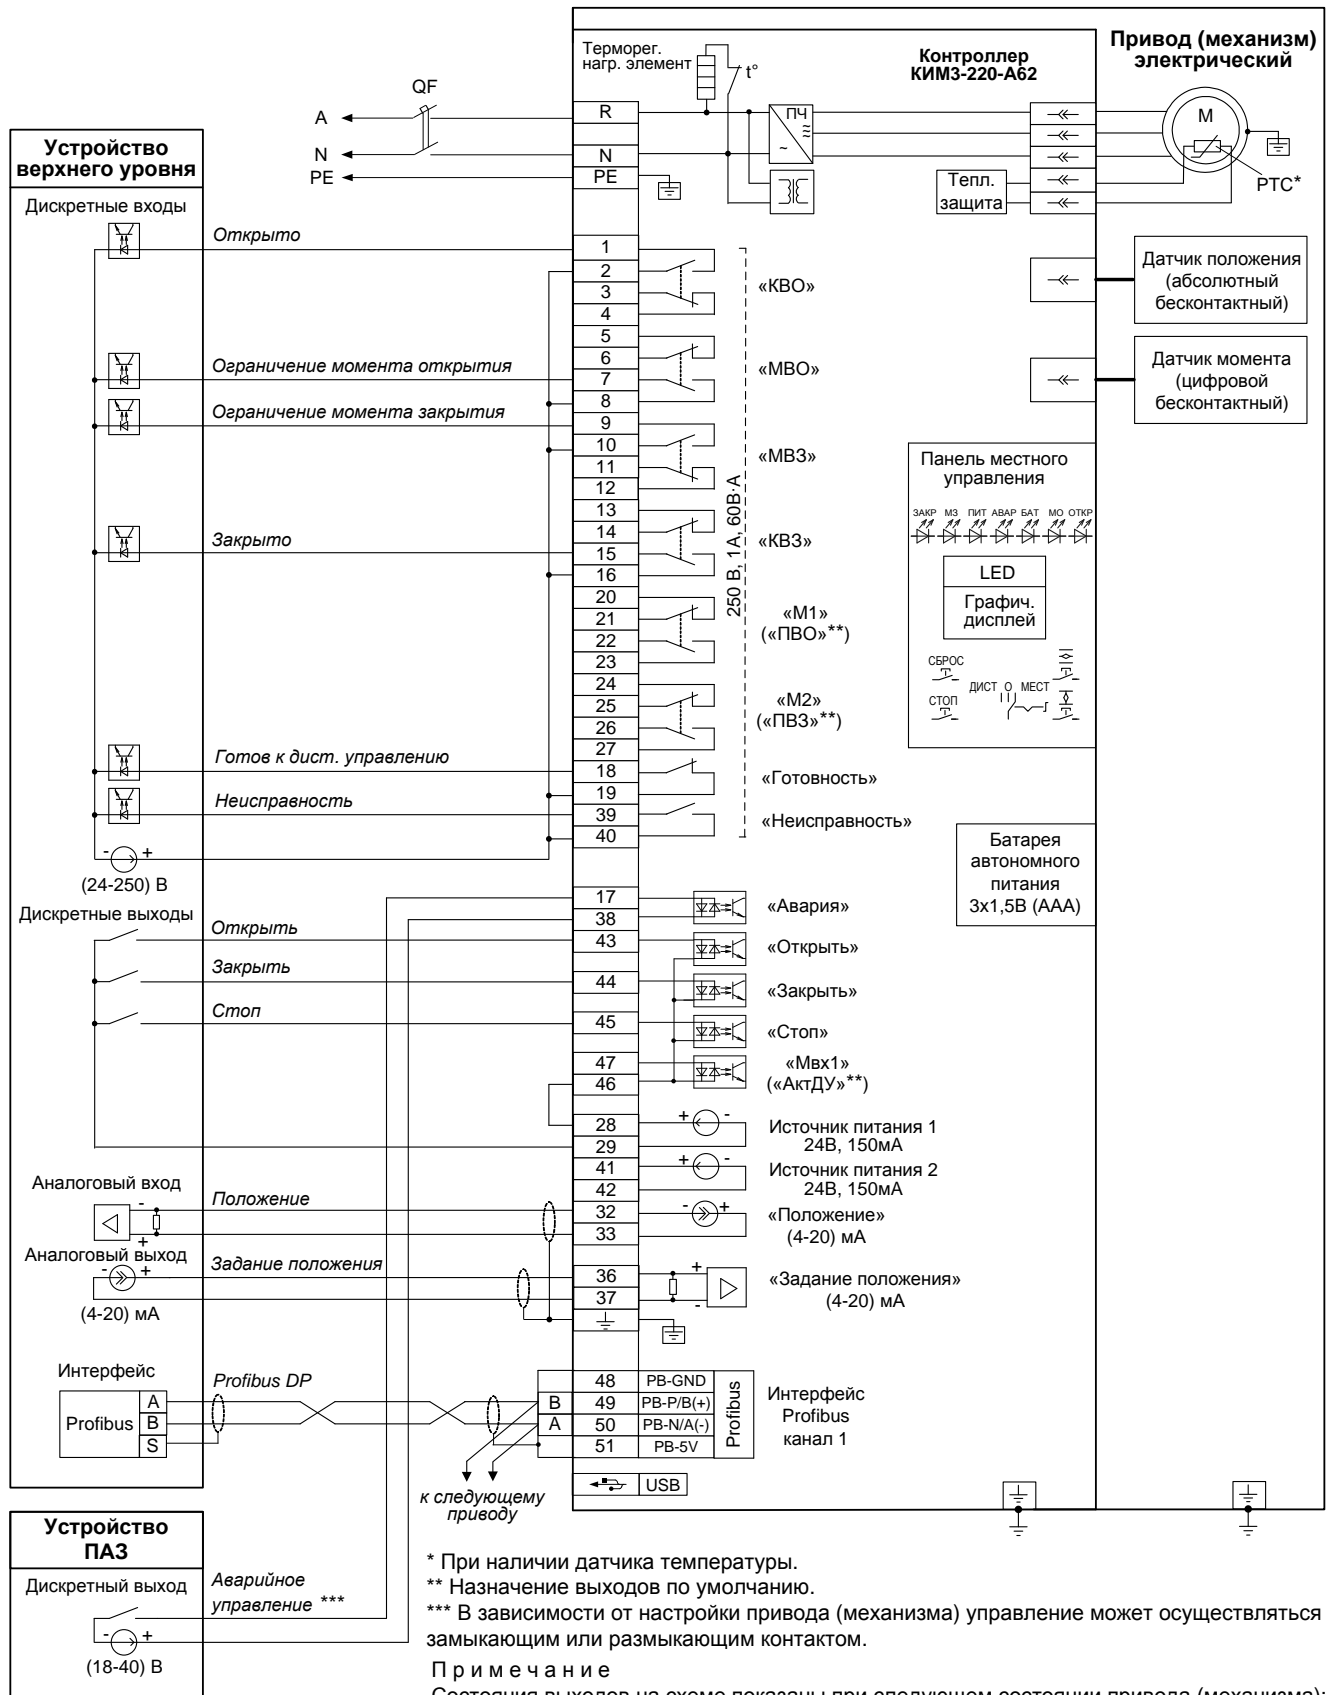 Терморег.
нагр. элемент
t°
Контроллер
КИМ3-220-А62
Привод (механизм)
электрический
QF
A
N
PE
R
N
PE
ПЧ
≈
~
M
PTC*
Тепл.
защита
Устройство
верхнего уровня
Дискретные входы
Открыто
1
2
3
4
«КВО»
Датчик положения
(абсолютный
бесконтактный)
5
6
7
8
«МВО»
Ограничение момента открытия
Датчик момента
(цифровой
бесконтактный)
Ограничение момента закрытия
9
10
11
12
«МВЗ»
250 В, 1А, 60В·А
13
14
15
16
«КВЗ»
Закрыто
20
21
22
23
«М1»
(«ПВО»**)
24
25
26
27
«М2»
(«ПВЗ»**)
Готов к дист. управлению
18
19
«Готовность»
Неисправность
39
40
«Неисправность»
- +
(24-250) В
Панель местного
управления
ЗАКР МЗ ПИТ АВАР БАТ МО ОТКР
LED
Графич.
дисплей
СБРОС
СТОП
ДИСТ О МЕСТ
Батарея
автономного
питания
3х1,5В (ААА)
Дискретные выходы
17
38
«Авария»
Открыть
43
«Открыть»
Закрыть
44
«Закрыть»
Стоп
45
«Стоп»
47
46
«Мвх1»
(«АктДУ»**)
28
29
+ -
Источник питания 1
24В, 150мА
41
42
+ -
Источник питания 2
24В, 150мА
Аналоговый вход
-
+
Положение
32
33
- +
«Положение»
(4-20) мА
Аналоговый выход
- +
(4-20) мА
Задание положения
36
37
+
-
«Задание положения»
(4-20) мА
Интерфейс
Profibus
A
B
S
Profibus DP
B
A
48 PB-GND
49 PB-P/B(+)
50 PB-N/A(-)
51 PB-5V
Profibus
Интерфейс
Profibus
канал 1
USB
к следующему
приводу
Устройство
ПАЗ
Дискретный выход
- +
(18-40) В
Аварийное
управление ***
* При наличии датчика температуры.
** Назначение выходов по умолчанию.
*** В зависимости от настройки привода (механизма) управление может осуществляться
замыкающим или размыкающим контактом.
Примечание
Состояния выходов на схеме показаны при следующем состоянии привода (механизма):